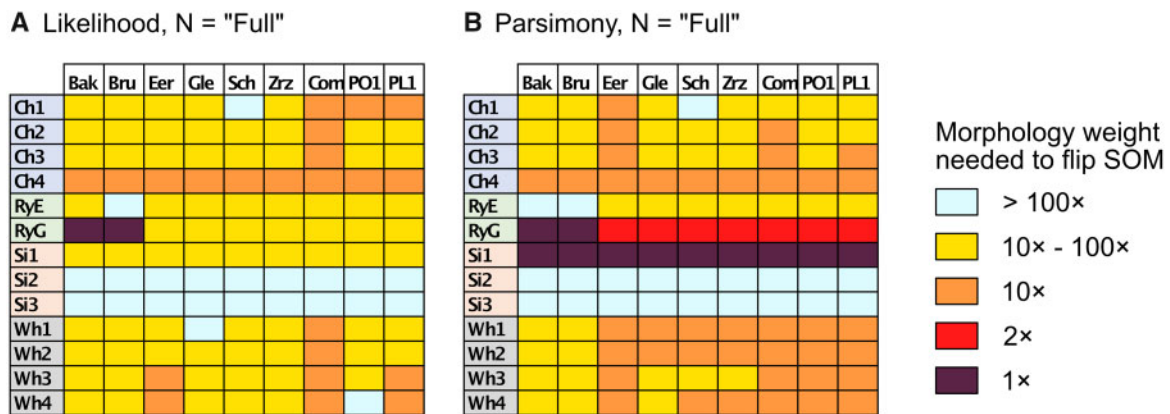 A Likelihood, N = "Full"
B Parsimony, N = "Full"
Bak Bru Eer Gle Sch Zrz Com PO1 PL1
Bak Bru Eer Gle Sch Zrz Com PO1 PL1
Ch1
Ch2
Ch3
Ch4
RyE
RyG
Si1
Si2
Si3
Wh1
Wh2
Wh3
Wh4
Ch1
Ch2
Ch3
Ch4
RyE
RyG
Si1
Si2
Si3
Wh1
Wh2
Wh3
Wh4
Morphology weight
needed to flip SOM
> 100×
10× - 100×
10×
2×
1×